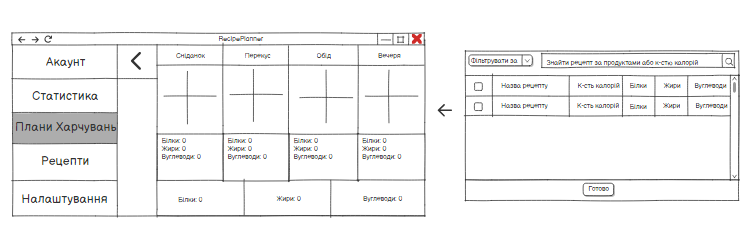 RecipePlanner
Акаунт
Статистика
Плани Харчувань
Рецепти
Налаштування
Сніданок Перекус Обід Вечеря
Білки: 0 Білки: 0 Білки: 0 Білки: 0
Жири: 0 Жири: 0 Жири: 0 Жири: 0
Вуглеводи: 0 Вуглеводи: 0 Вуглеводи: 0 Вуглеводи: 0
Білки: 0 Жири: 0 Вуглеводи: 0
Фільтрувати за Знайти рецепт за продуктами або к-стю калорій
Назва рецепту К-сть калорій Білки Жири Вуглеводи
Назва рецепту К-сть калорій Білки Жири Вуглеводи
Готово